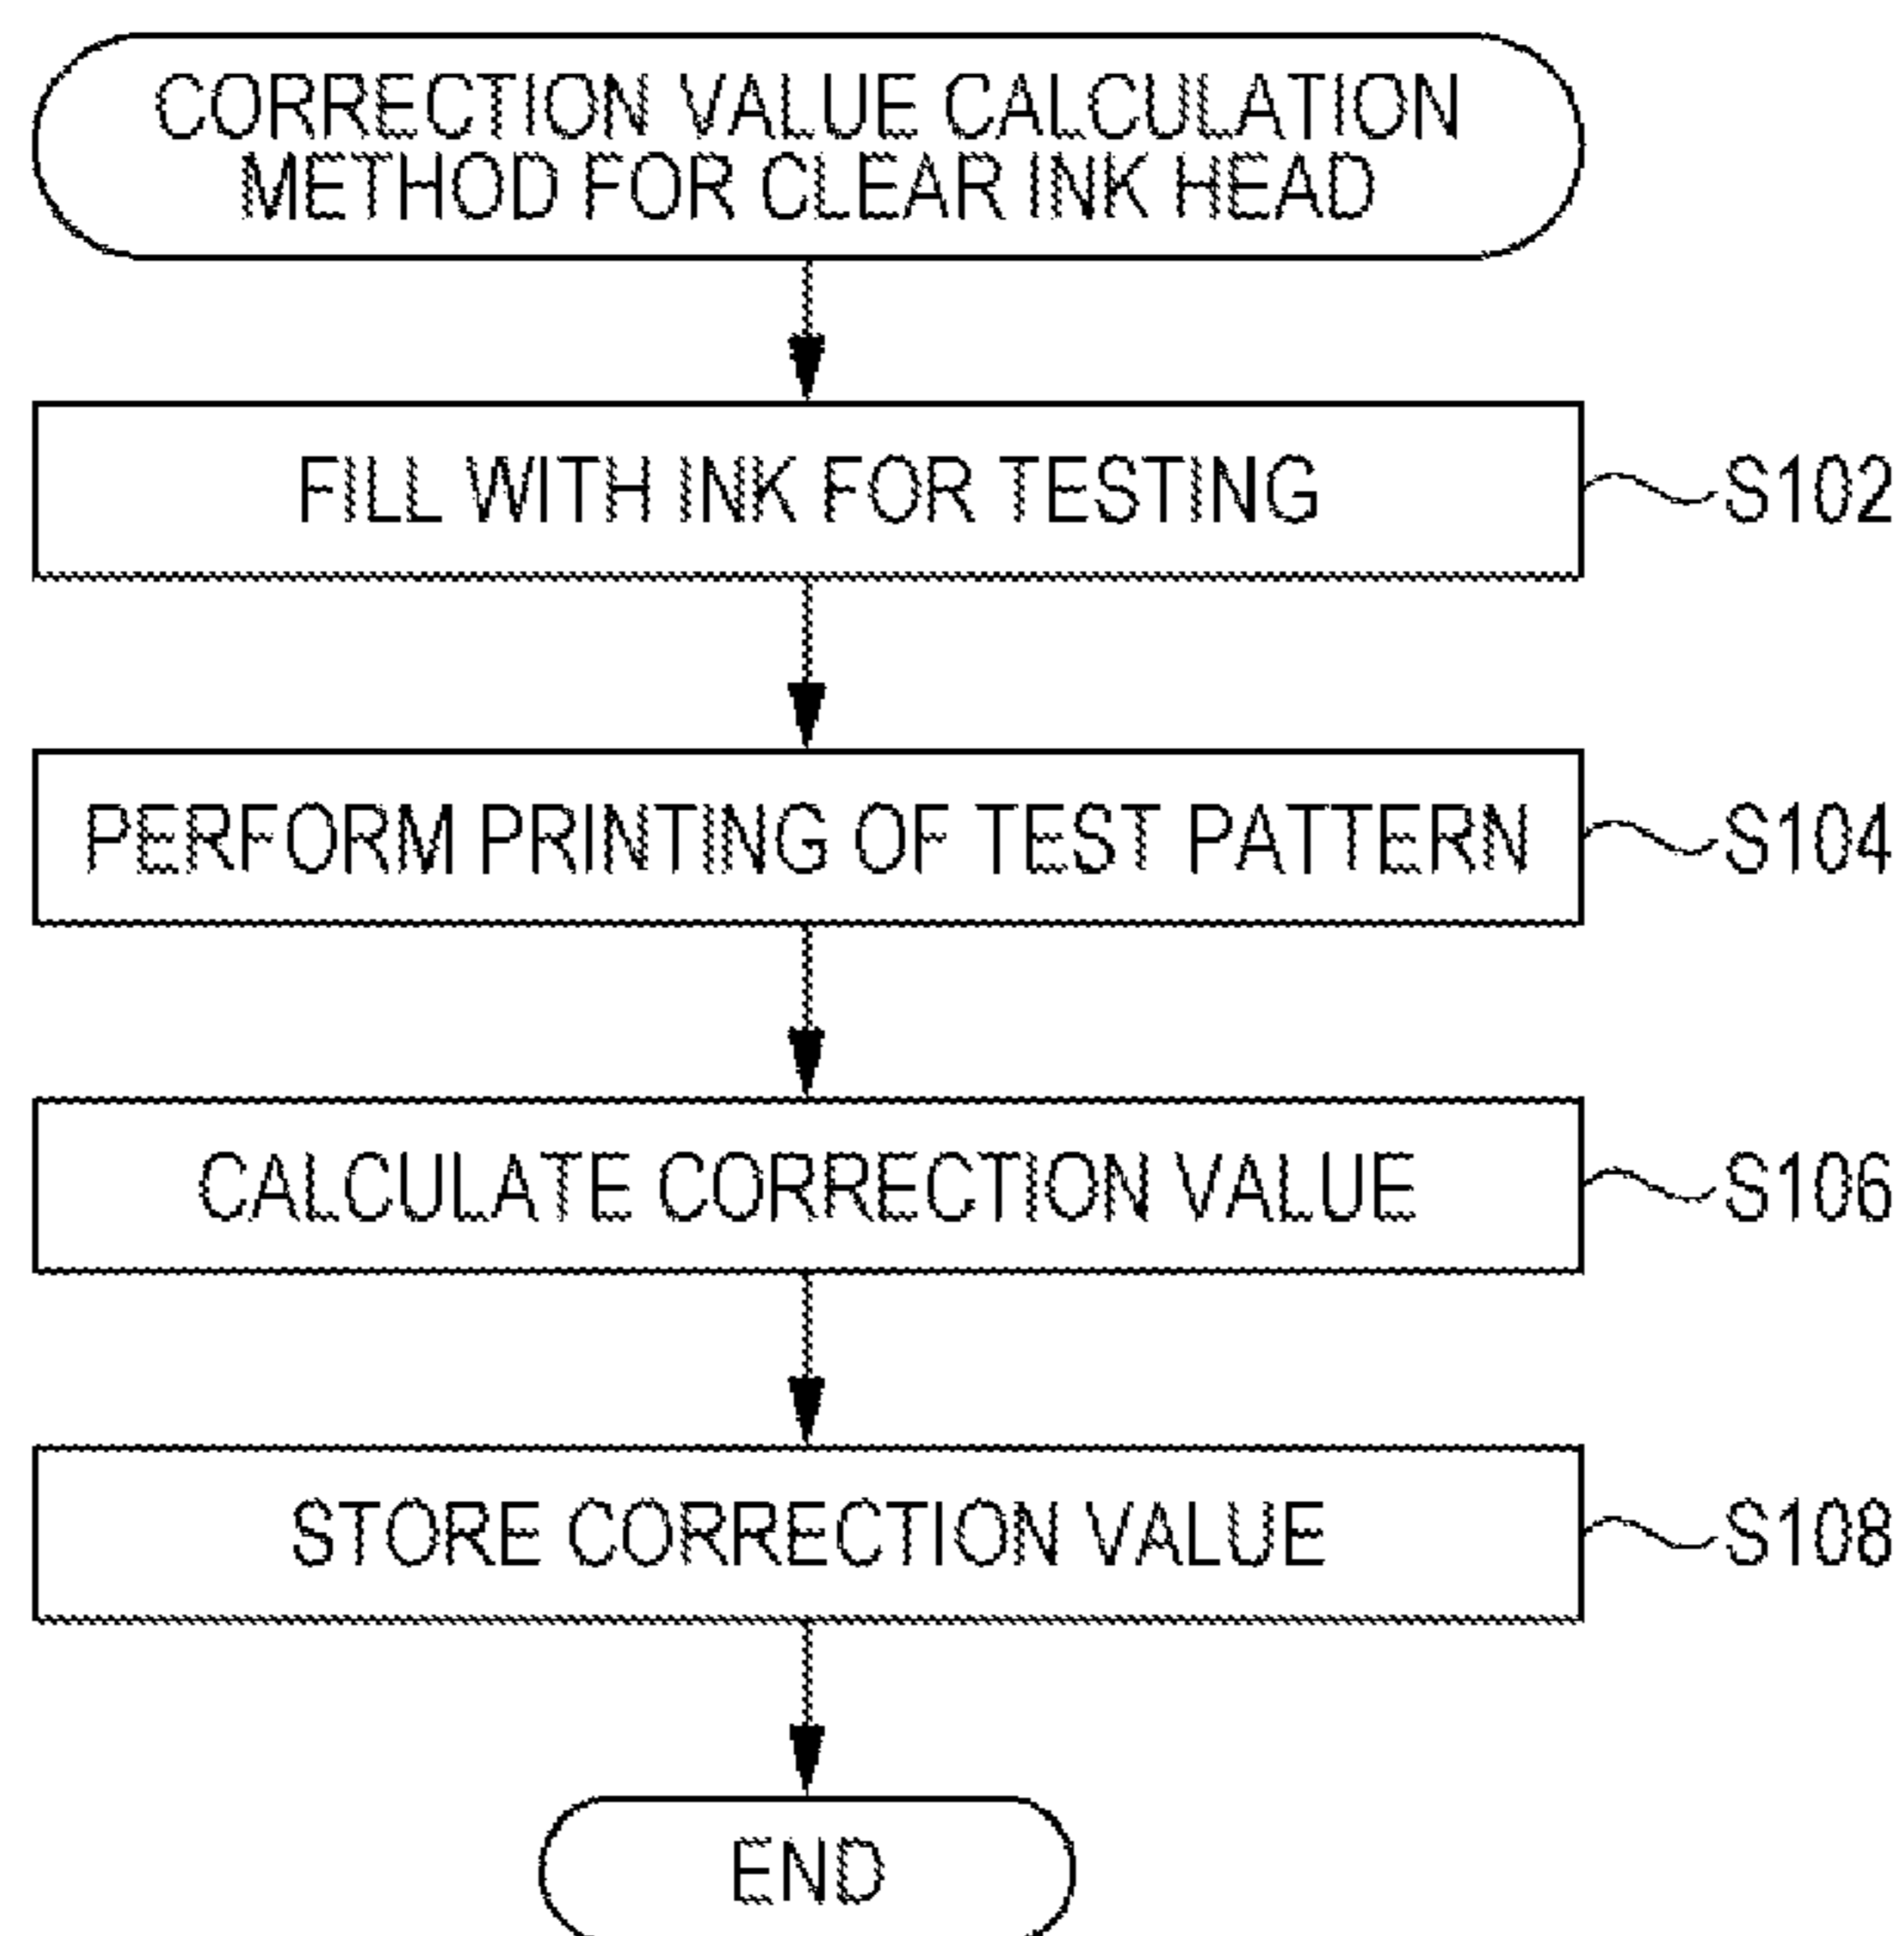 CORRECTION VALUE CALCULATION
METHOD FOR CLEAR INK HEAD
FILL WITH INK FOR TESTING
S102
PERFORM PRINTING OF TEST PATTERN
S104
CALCULATE CORRECTION VALUE
S106
STORE CORRECTION VALUE
S108
END